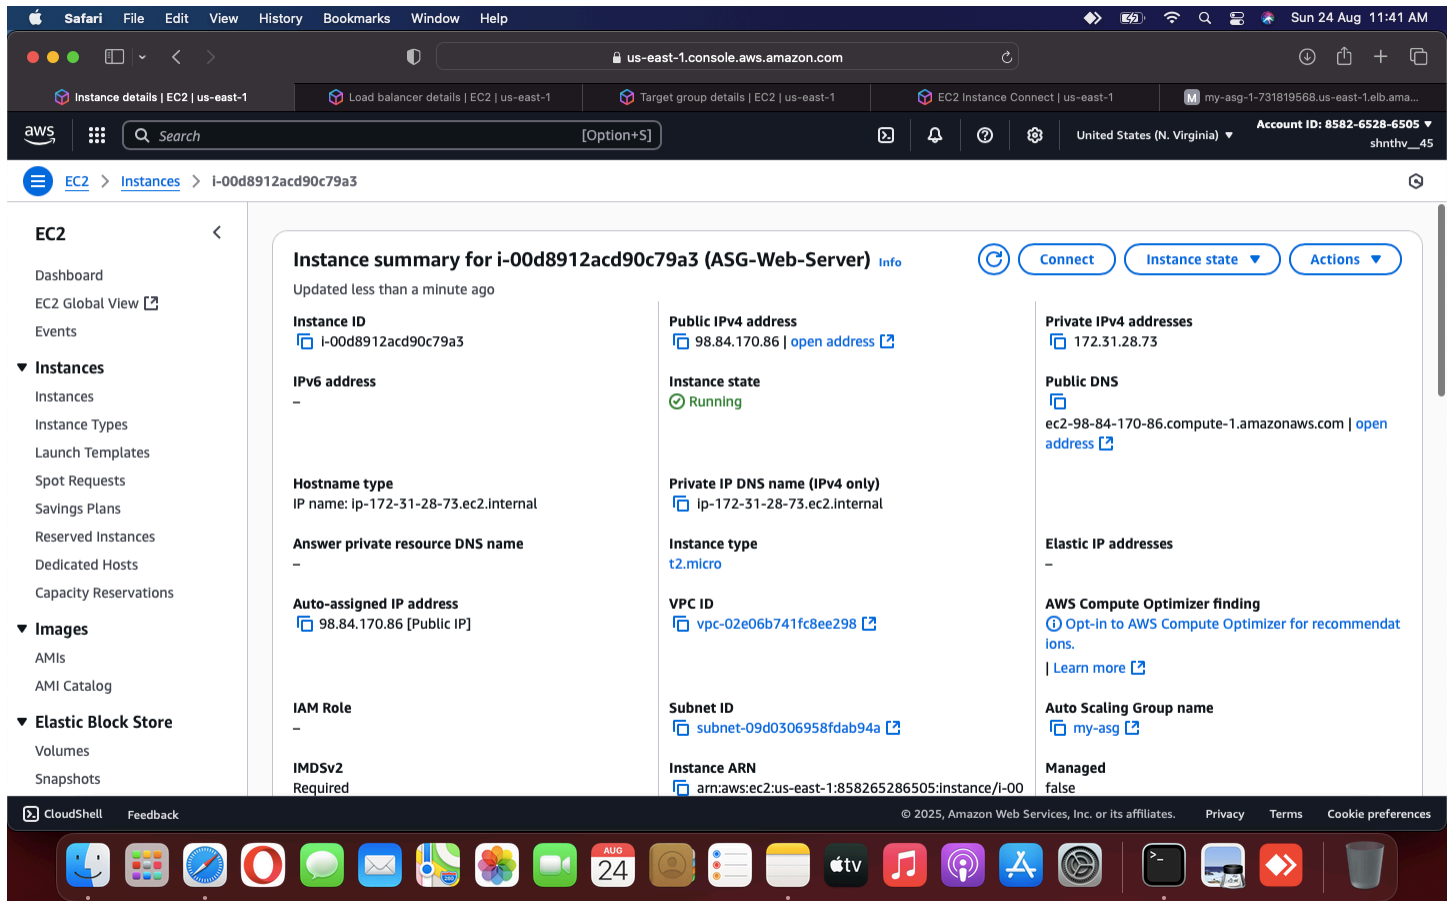 Safari File Edit View History Bookmarks Window Help Sun 24 Aug 11:41 AM
us-east-1.console.aws.amazon.com
Instance details | EC2 | us-east-1
Load balancer details | EC2 | us-east-1
Target group details | EC2 | us-east-1
EC2 Instance Connect | us-east-1
M my-asg-1-731819568.us-east-1.elb.ama...
aws Search [Option+S] United States (N. Virginia) Account ID: 8582-6528-6505
shnthv__45
EC2 Instances i-00d8912acd90c79a3
EC2
Dashboard
EC2 Global View
Events
Instances
Instances
Instance Types
Launch Templates
Spot Requests
Savings Plans
Reserved Instances
Dedicated Hosts
Capacity Reservations
Images
AMIs
AMI Catalog
Elastic Block Store
Volumes
Snapshots
Instance summary for i-00d8912acd90c79a3 (ASG-Web-Server) Info
Connect Instance state Actions
Updated less than a minute ago
Instance ID
i-00d8912acd90c79a3
Public IPv4 address
98.84.170.86 | open address
Private IPv4 addresses
172.31.28.73
IPv6 address
–
Instance state
Running
Public DNS
ec2-98-84-170-86.compute-1.amazonaws.com | open
address
Hostname type
IP name: ip-172-31-28-73.ec2.internal
Private IP DNS name (IPv4 only)
ip-172-31-28-73.ec2.internal
Answer private resource DNS name
–
Instance type
t2.micro
Elastic IP addresses
–
Auto-assigned IP address
98.84.170.86 [Public IP]
VPC ID
vpc-02e06b741fc8ee298
AWS Compute Optimizer finding
Opt-in to AWS Compute Optimizer for recommendat
ions.
| Learn more
IAM Role
–
Subnet ID
subnet-09d0306958fdab94a
Auto Scaling Group name
my-asg
IMDSv2
Required
Instance ARN
arn:aws:ec2:us-east-1:858265286505:instance/i-00
Managed
false
CloudShell Feedback © 2025, Amazon Web Services, Inc. or its affiliates. Privacy Terms Cookie preferences
AUG
24
tv